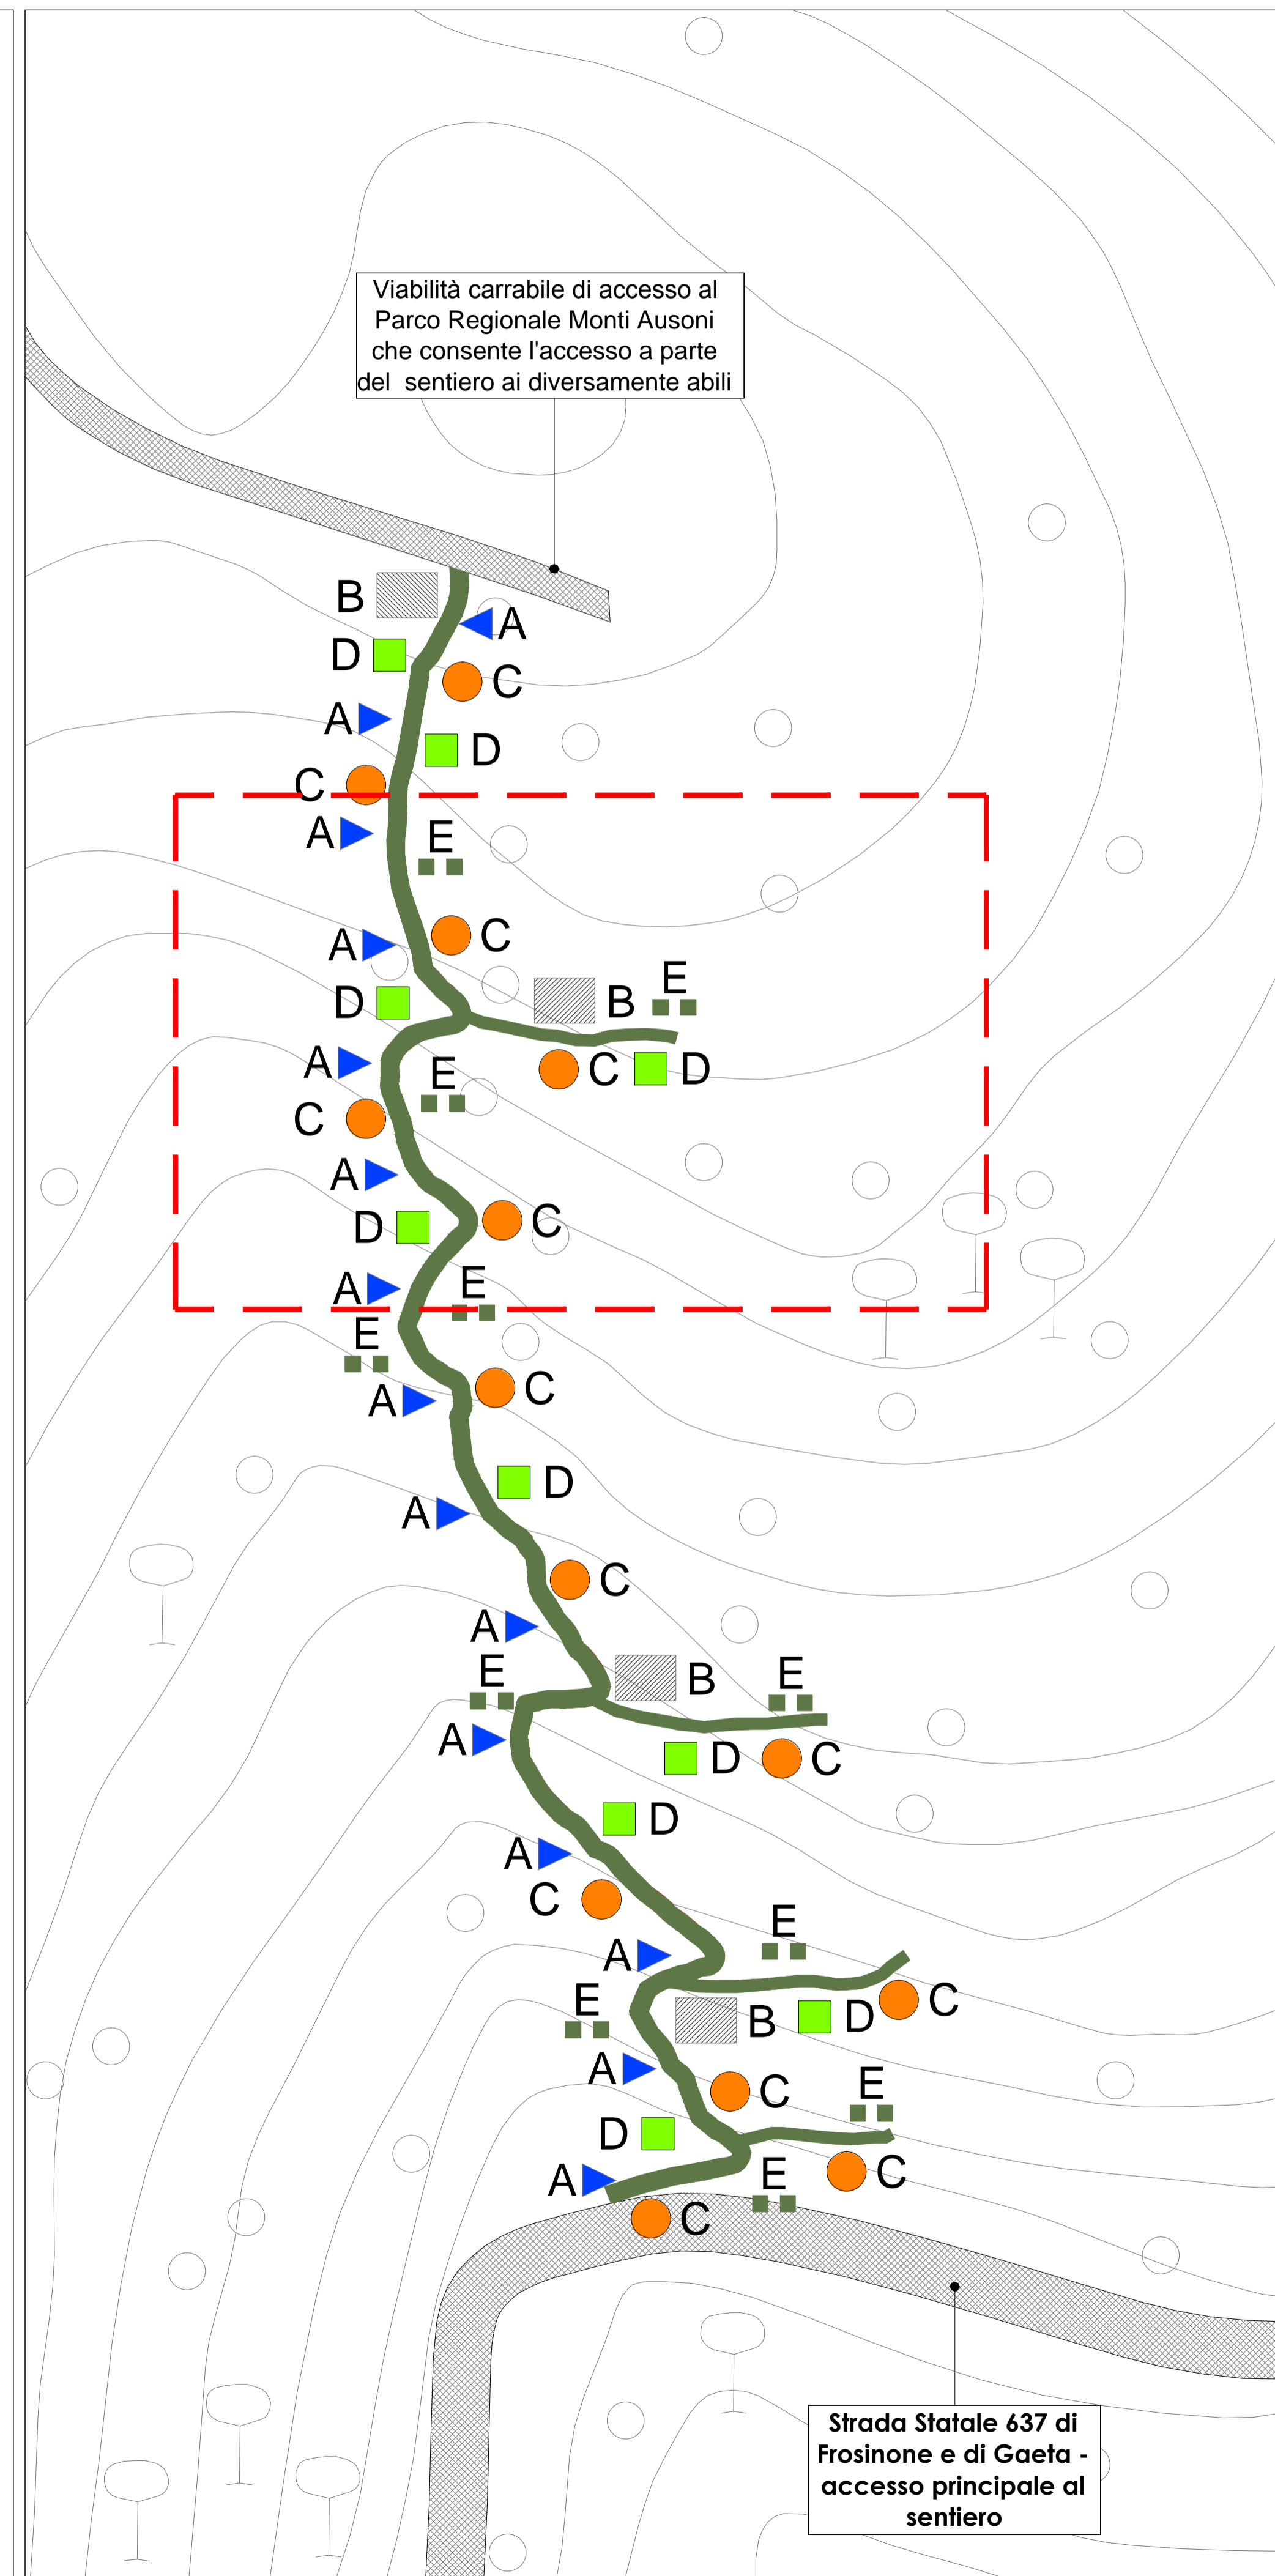 Viabilità carrabile di accesso al
Parco Regionale Monti Ausoni
che consente l'accesso a parte
del sentiero ai diversamente abili
B
A
D
C
A
D
C
A
E
C
A
D
B
E
C
D
A
E
C
A
D
C
A
E
E
A
C
D
A
C
A
B
E
E
A
D
C
D
A
C
A
E
E
B
D
C
A
C
E
D
A
E
C
C
Strada Statale 637 di
Frosinone e di Gaeta -
accesso principale al
sentiero